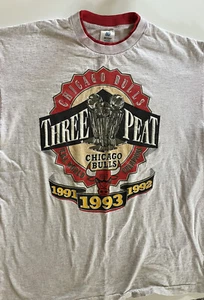 CHICAGO BULLS
THREE PEAT
CHICAGO
BULLS
1991 1993 1992